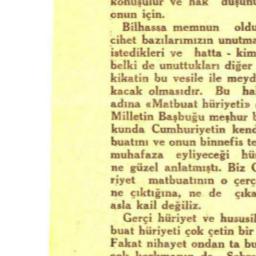 konuşulur ve hak düşünü
onun için.
Bilhassa memnun oldu
cihet bazılarımızın unutma
istedikleri ve hatta - kim
belki de unuttukları diğer
kikatin bu vesile ile meyd
kacak olmasıdır. Bu ha
adına «Matbuat hüriyeti»
Milletin Başbuğu meşhur b
kunda Cumhuriyetin kend
buatını ve onun binnefis te
muhafaza eyliyeceği hü
ne güzel anlatmıştı. Biz C
riyet matbuatının o çerç
ne çıktığına, ne de çıka
asla kail değiliz.
Gerçi hüriyet ve hususil
buat hüriyeti çok çetin bir
Fakat nihayet ondan ta bu